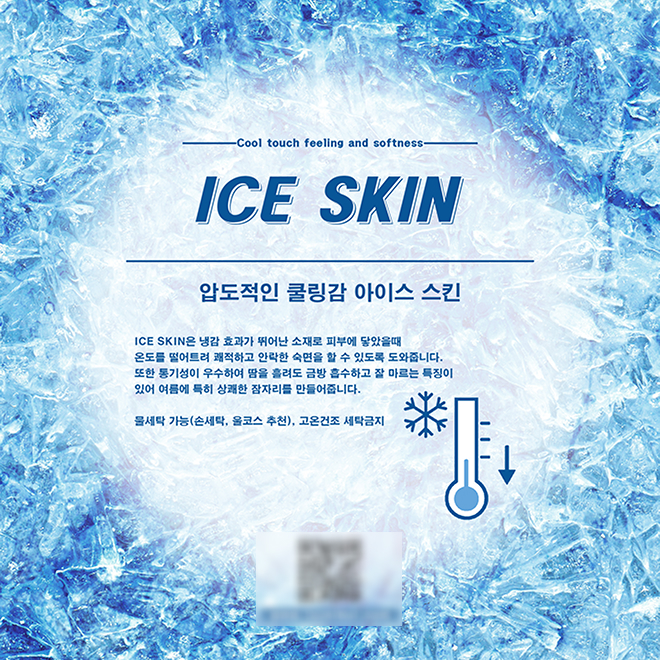 Cool touch feeling and softness
ICE SKIN
압도적인 쿨링감 아이스 스킨
ICE SKIN은 냉감 효과가 뛰어난 소재로 피부에 닿았을때
온도를 떨어트려 쾌적하고 안락한 숙면을 할 수 있도록 도와줍니다.
또한 통기성이 우수하여 땀을 흘려도 금방 흡수하고 잘 마르는 특징이
있어 여름에 특히 상쾌한 잠자리를 만들어줍니다.
물세탁 가능(손세탁, 울코스 추천), 고온건조 세탁금지